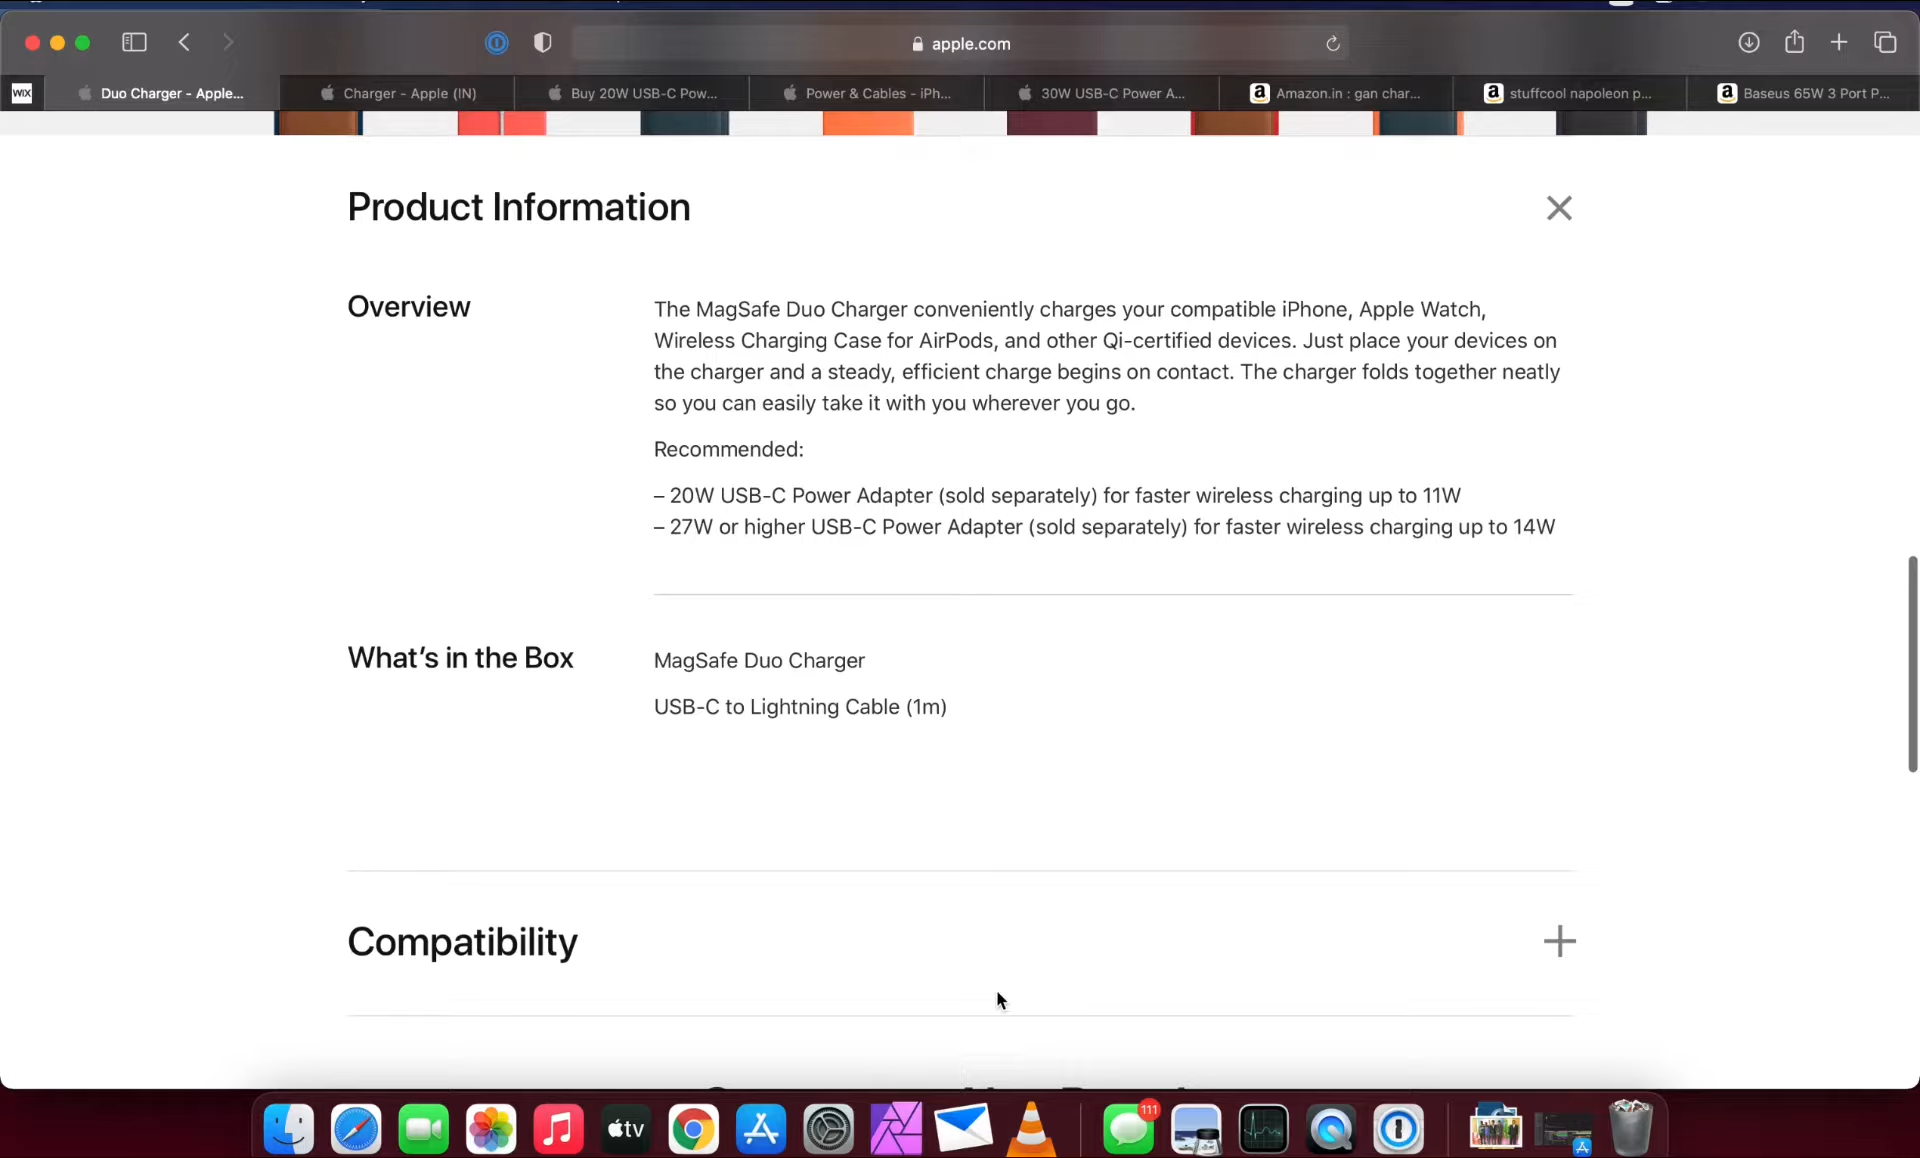 apple.com
WIX
Duo Charger - Apple...
Charger - Apple (IN)
Buy 20W USB-C Pow...
Power & Cables - iPh...
30W USB-C Power A...
Amazon.in : gan char...
stuffcool napoleon p...
Baseus 65W 3 Port P...
Product Information
Overview
The MagSafe Duo Charger conveniently charges your compatible iPhone, Apple Watch,
Wireless Charging Case for AirPods, and other Qi-certified devices. Just place your devices on
the charger and a steady, efficient charge begins on contact. The charger folds together neatly
so you can easily take it with you wherever you go.
Recommended:
– 20W USB-C Power Adapter (sold separately) for faster wireless charging up to 11W
– 27W or higher USB-C Power Adapter (sold separately) for faster wireless charging up to 14W
What's in the Box
MagSafe Duo Charger
USB-C to Lightning Cable (1m)
Compatibility
tv
111